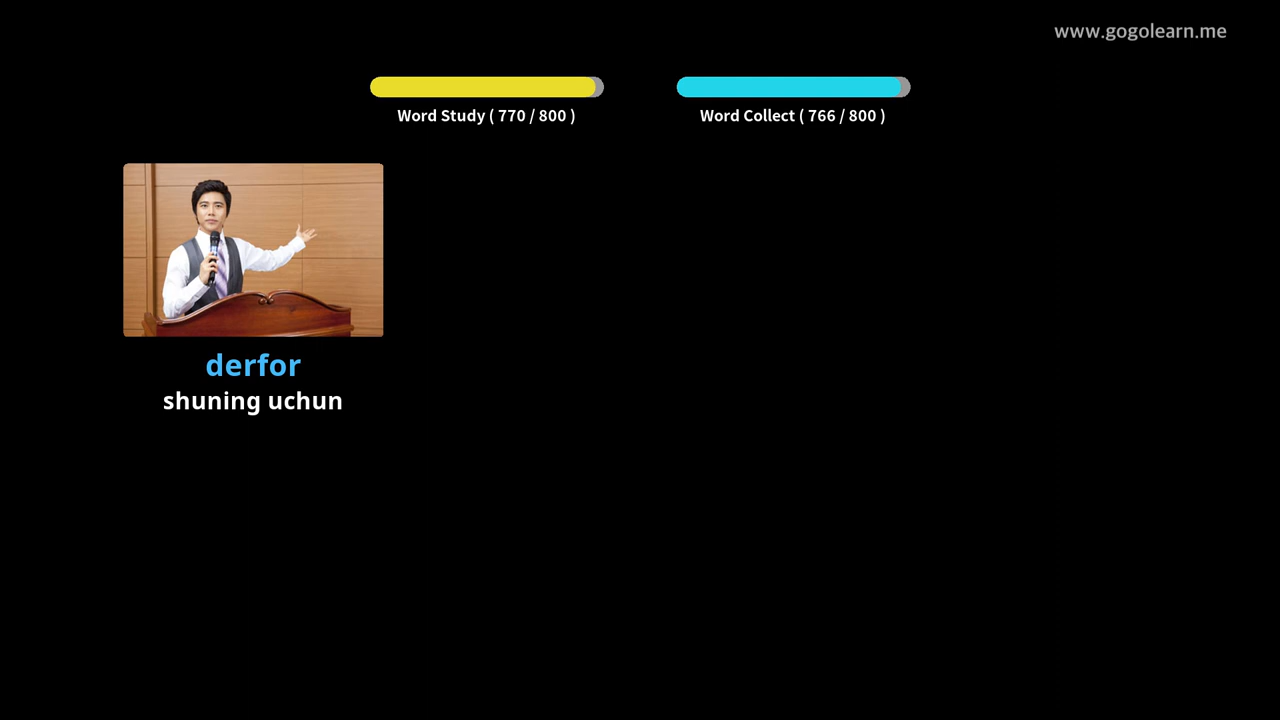 www.gogolearn.me
Word Study ( 770 / 800 )
Word Collect ( 766 / 800 )
derfor
shuning uchun